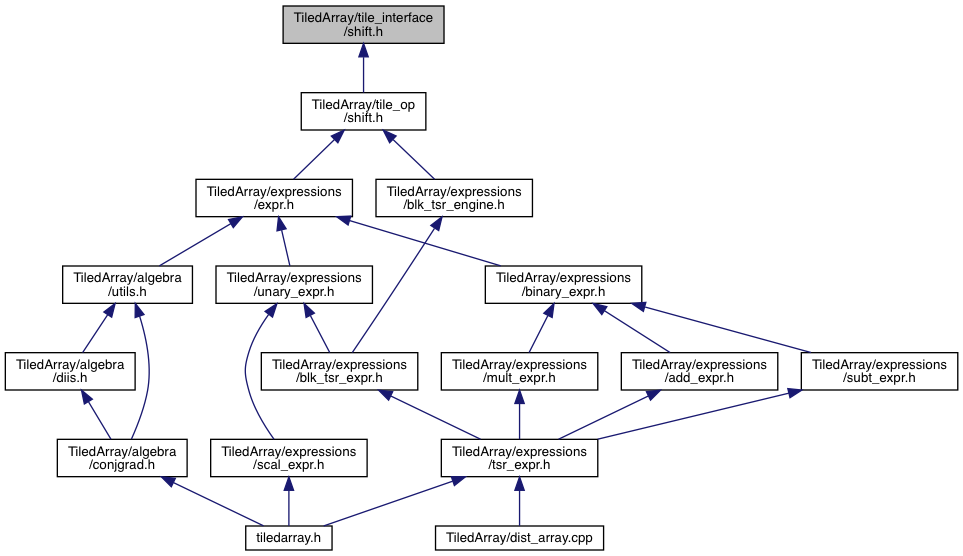 TiledArray/tile_interface
/shift.h
TiledArray/tile_op
/shift.h
TiledArray/expressions
/expr.h
TiledArray/expressions
/blk_tsr_engine.h
TiledArray/algebra
/utils.h
TiledArray/expressions
/unary_expr.h
TiledArray/expressions
/binary_expr.h
TiledArray/algebra
/diis.h
TiledArray/expressions
/blk_tsr_expr.h
TiledArray/expressions
/mult_expr.h
TiledArray/expressions
/add_expr.h
TiledArray/expressions
/subt_expr.h
TiledArray/algebra
/conjgrad.h
TiledArray/expressions
/scal_expr.h
TiledArray/expressions
/tsr_expr.h
tiledarray.h
TiledArray/dist_array.cpp